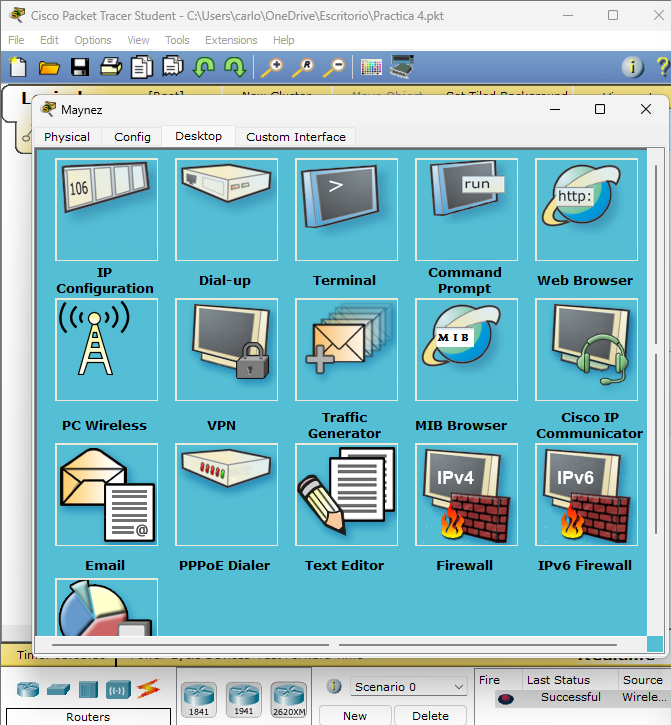 Cisco Packet Tracer Student - C:\Users\carlo\OneDrive\Escritorio\Practica 4.pkt
File Edit Options View Tools Extensions Help
Maynez
Physical Config Desktop Custom Interface
106
>
run
http:
IP
Configuration
Dial-up
Terminal
Command
Prompt
Web Browser
MIB
PC Wireless
VPN
Traffic
Generator
MIB Browser
Cisco IP
Communicator
@
IPv4
IPv6
Email
PPPoE Dialer
Text Editor
Firewall
IPv6 Firewall
Scenario 0
Fire Last Status Source
Successful Wirele...
1841 1941 2620XM
Routers
New Delete